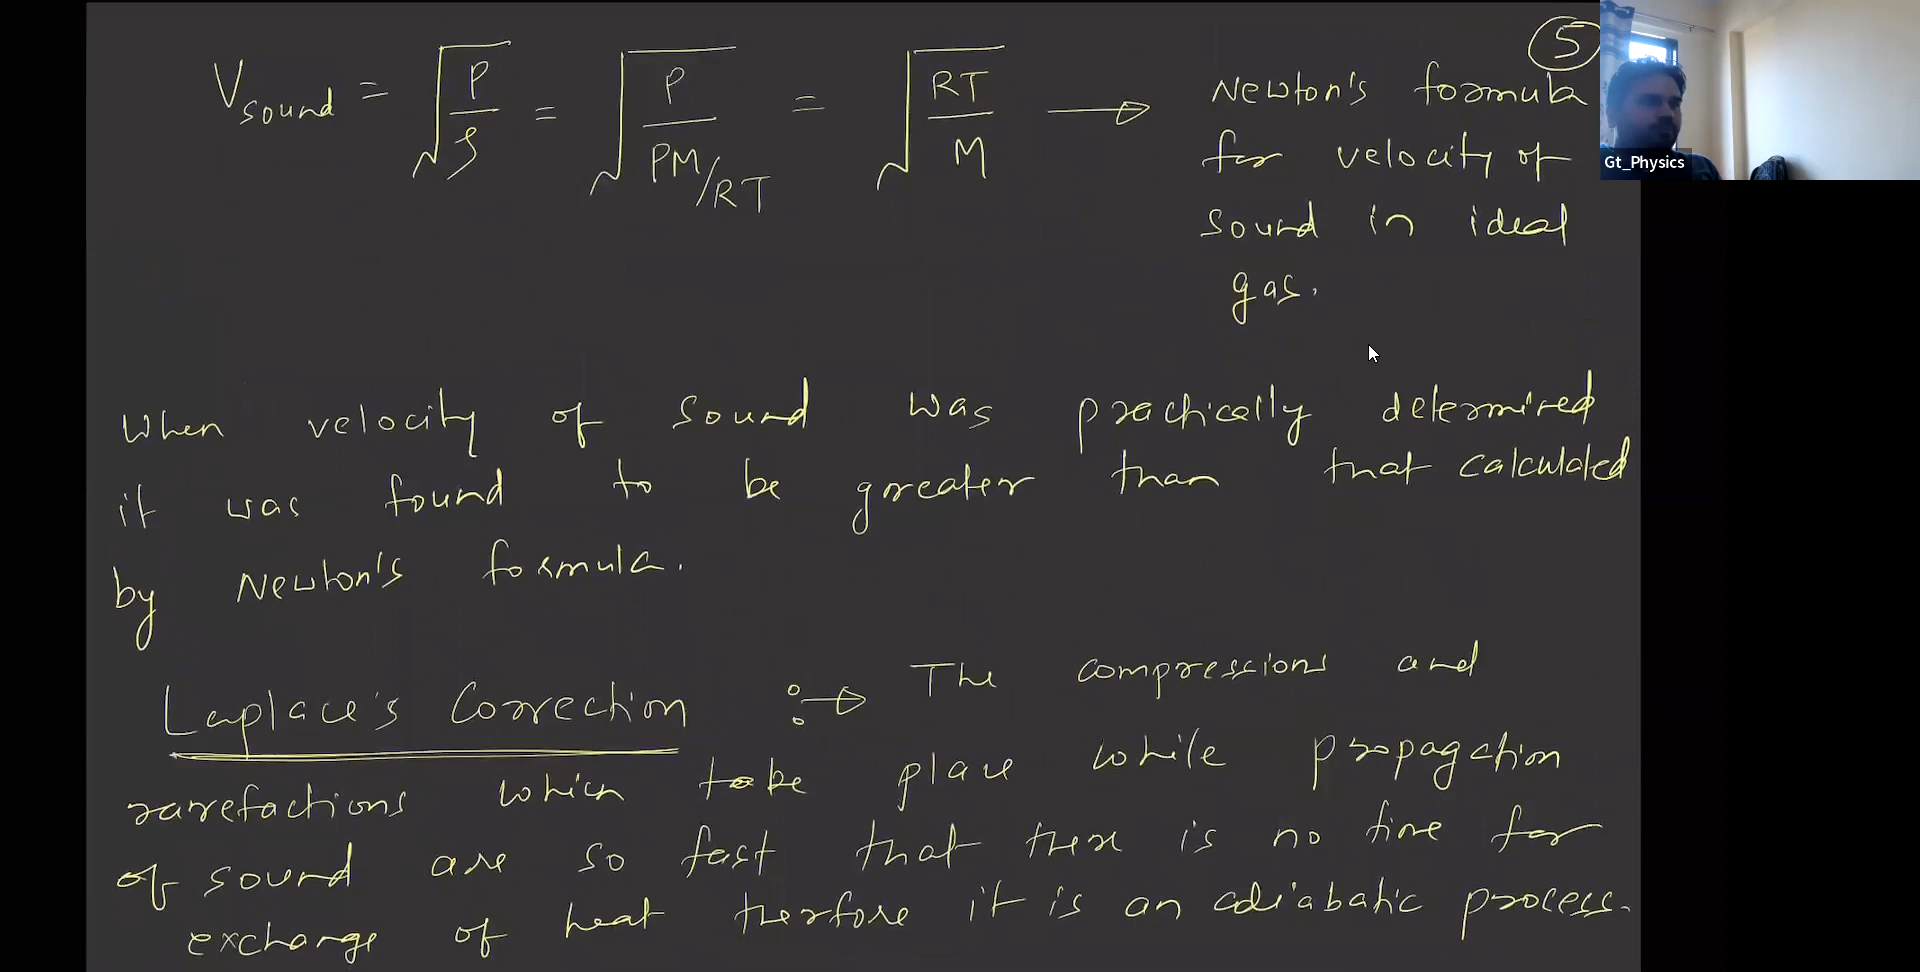 5
V sound = √P/ρ = √P/PM/RT = √RT/M → Newton's formula
for velocity of
sound in ideal
gas.
Gt_Physics
When velocity of sound was practically determined
it was found to be greater than that calculated
by Newton's formula.
Laplace's Correction :→ The compressions and
rarefactions which take place while propagation
of sound are so fast that there is no time for
exchange of heat therfore it is an adiabatic process.